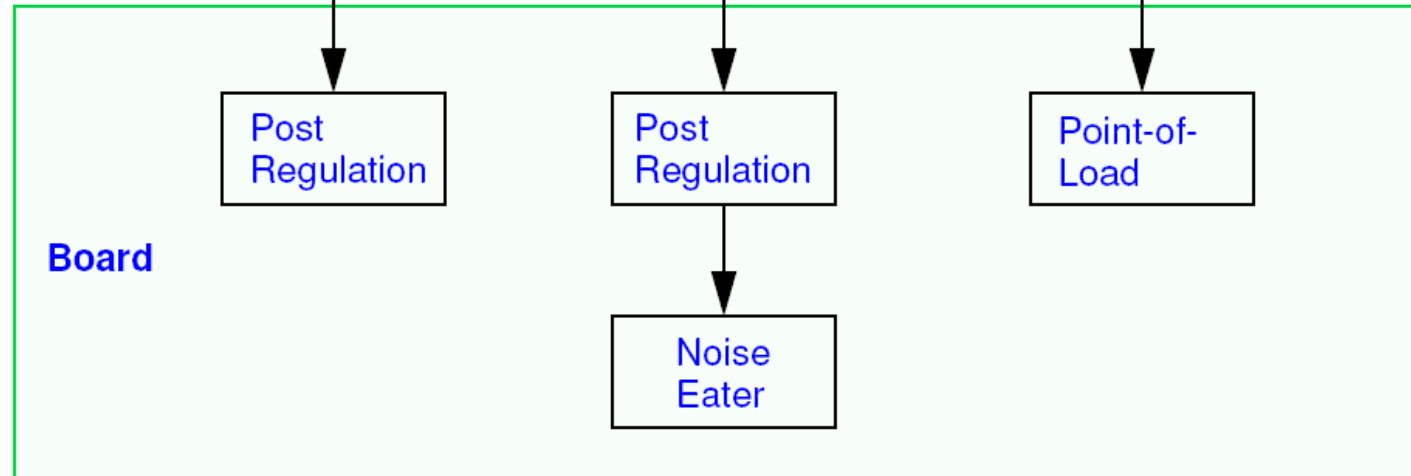 Post
Regulation
Post
Regulation
Point-of-
Load
Board
Noise
Eater